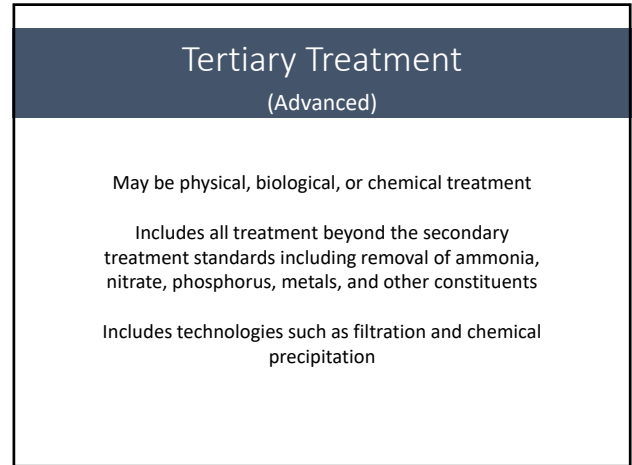 Tertiary Treatment
(Advanced)
May be physical, biological, or chemical treatment
Includes all treatment beyond the secondary
treatment standards including removal of ammonia,
nitrate, phosphorus, metals, and other constituents
Includes technologies such as filtration and chemical
precipitation